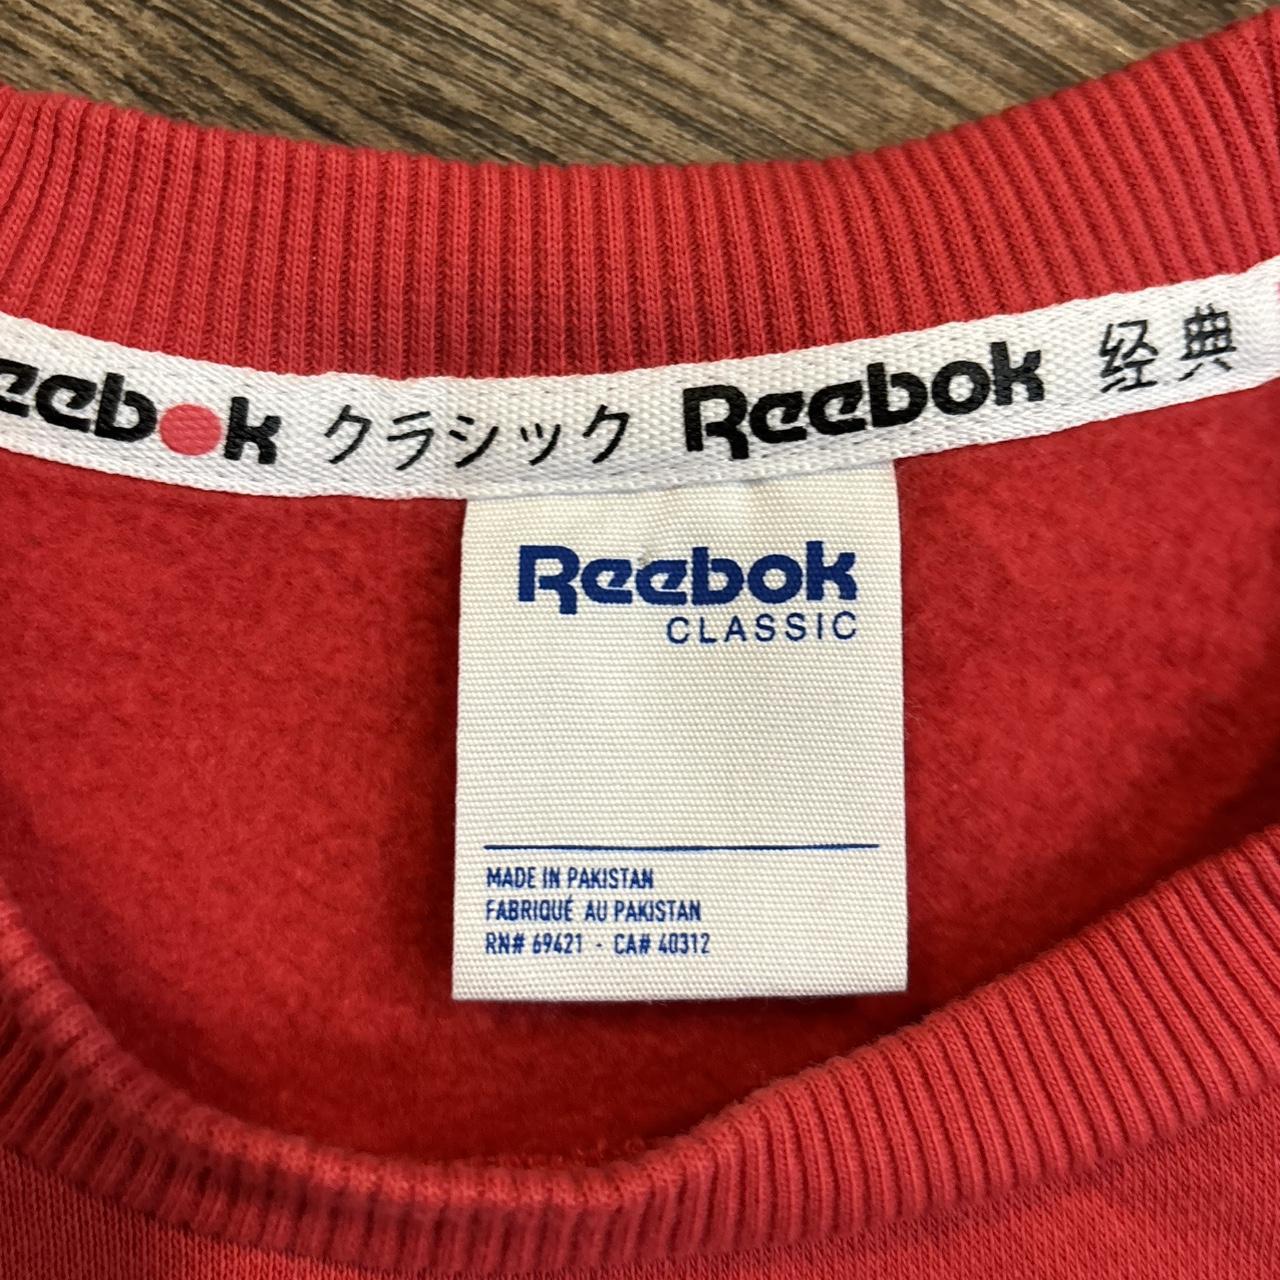 eebok クラシック Reebok 经典
Reebok
CLASSIC
MADE IN PAKISTAN
FABRIQUÉ AU PAKISTAN
RN# 69421 - CA# 40312